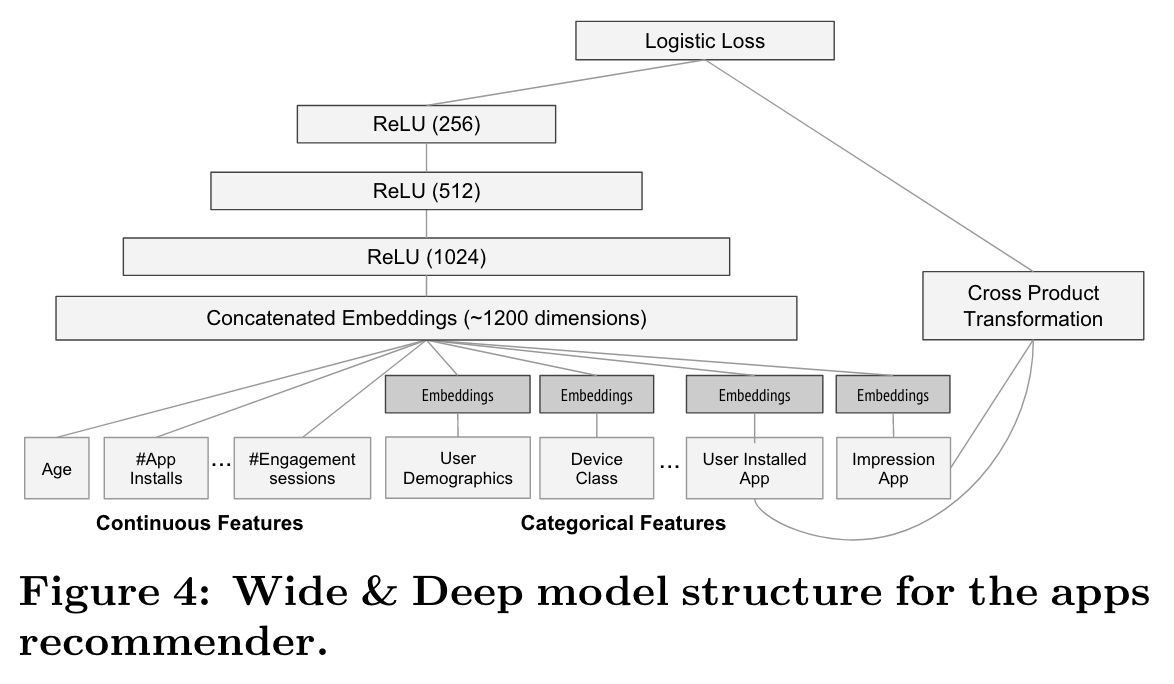 Logistic Loss
ReLU (256)
ReLU (512)
ReLU (1024)
Concatenated Embeddings (~1200 dimensions)
Cross Product
Transformation
Embeddings
Embeddings
Embeddings
Embeddings
Age
#App
Installs
...
#Engagement
sessions
User
Demographics
Device
Class
...
User Installed
App
Impression
App
Continuous Features
Categorical Features
Figure 4: Wide & Deep model structure for the apps
recommender.